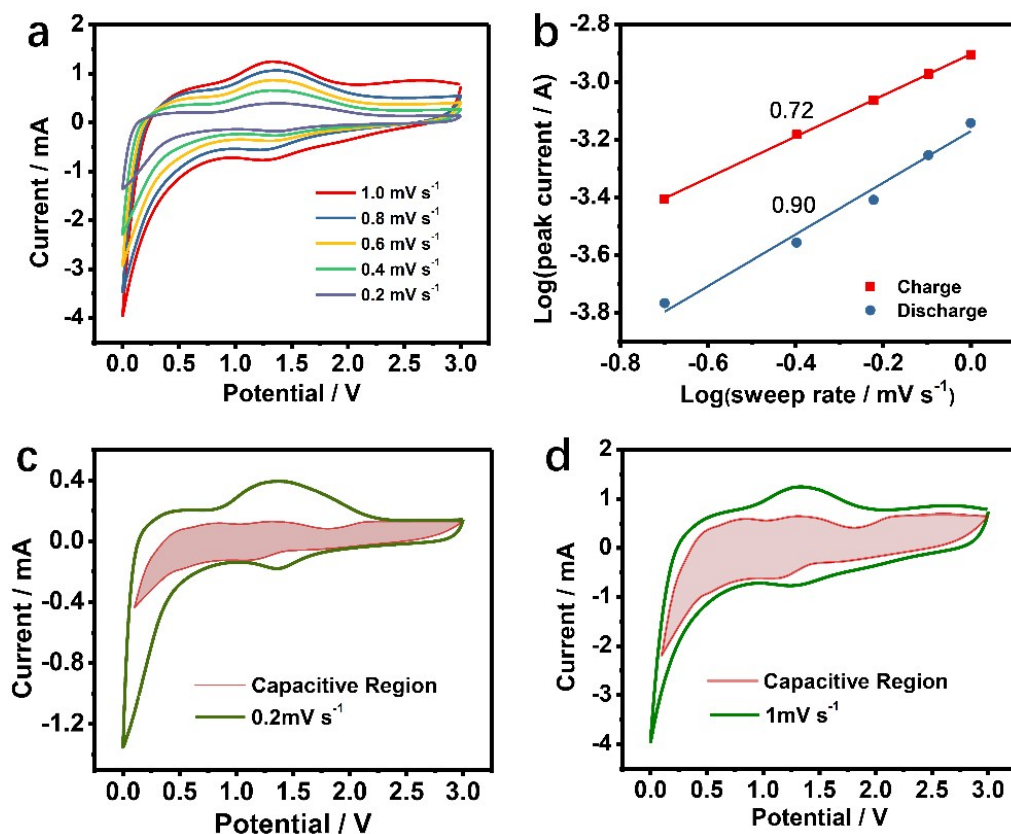 a
2
1
0
-1
-2
-3
-4
Current / mA
1.0 mV s⁻¹
0.8 mV s⁻¹
0.6 mV s⁻¹
0.4 mV s⁻¹
0.2 mV s⁻¹
0.0 0.5 1.0 1.5 2.0 2.5 3.0
Potential / V
b
-2.8
-3.0
-3.2
-3.4
-3.6
-3.8
Log(peak current / A)
0.72
0.90
Charge
Discharge
-0.8 -0.6 -0.4 -0.2 0.0
Log(sweep rate / mV s⁻¹)
c
0.4
0.0
-0.4
-0.8
-1.2
Current / mA
Capacitive Region
0.2mV s⁻¹
0.0 0.5 1.0 1.5 2.0 2.5 3.0
Potential / V
d
2
1
0
-1
-2
-3
-4
Current / mA
Capacitive Region
1mV s⁻¹
0.0 0.5 1.0 1.5 2.0 2.5 3.0
Potential / V